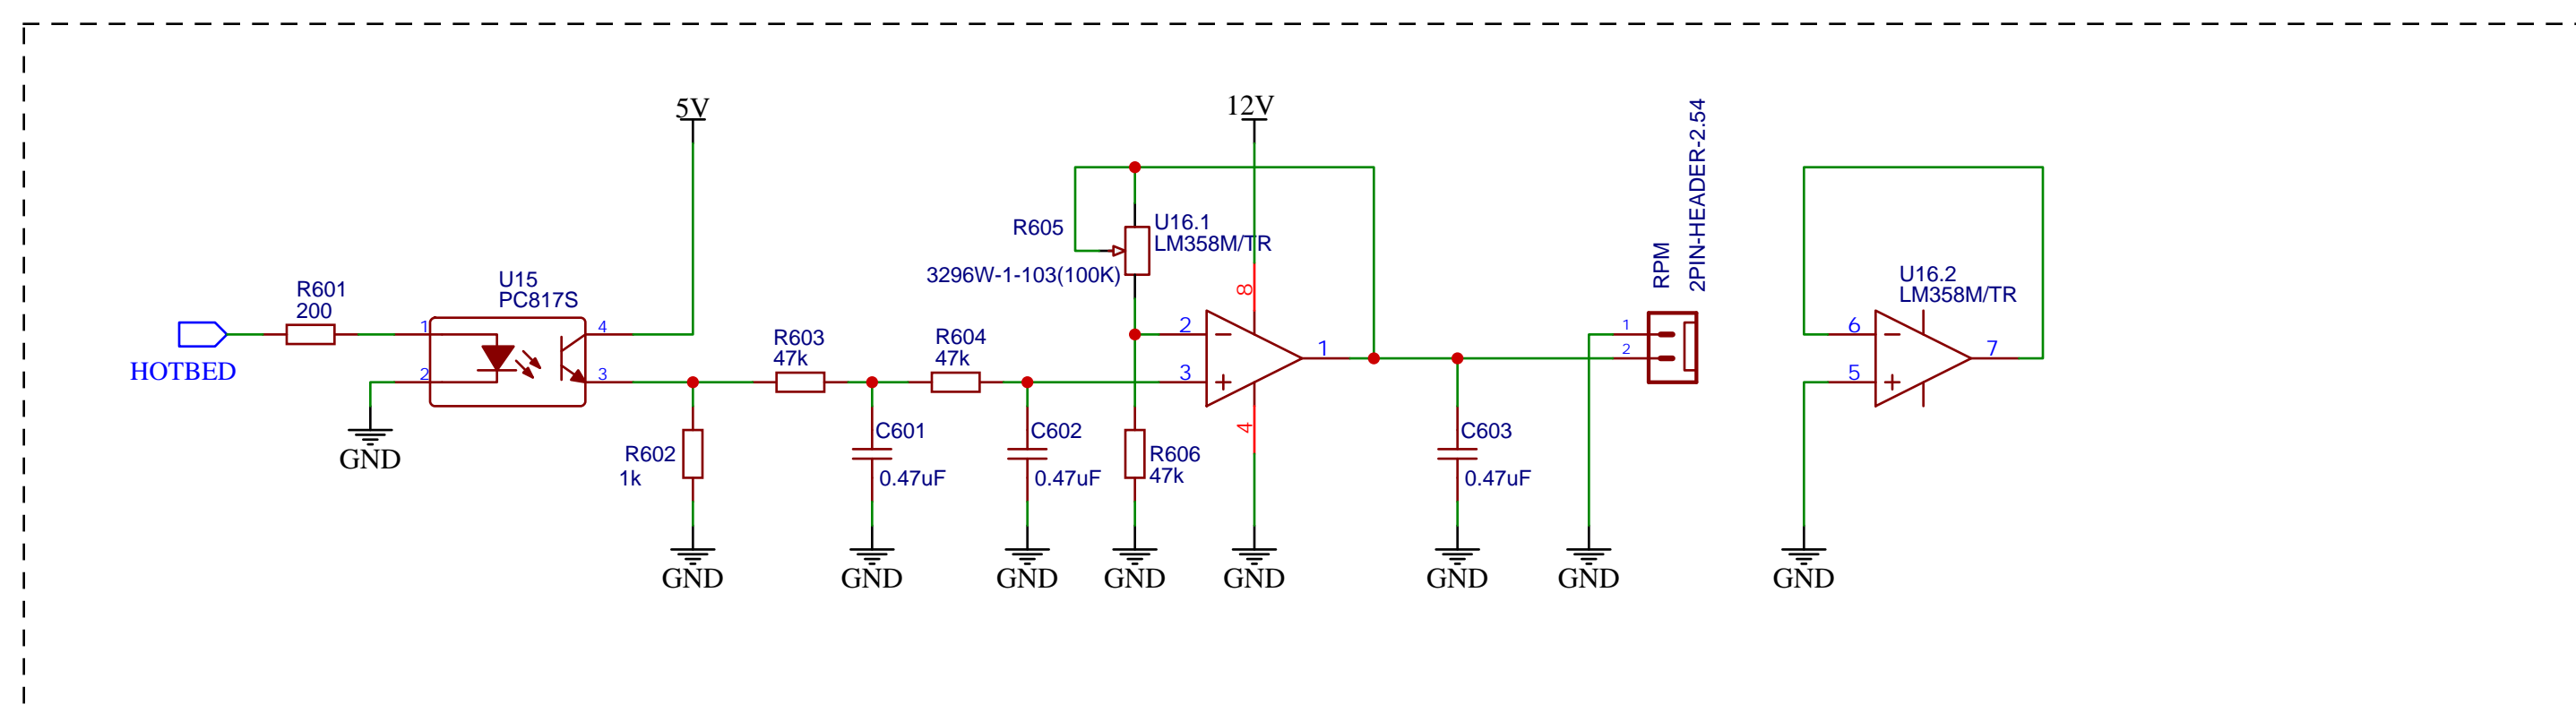 5V
12V
RPM
2PIN-HEADER-2.54
R605
U16.1
LM358M/TR
3296W-1-103(100K)
8
U15
PC817S
R601
200
HOTBED
1
2
4
3
GND
R603
47k
R604
47k
2
3
1
4
1
2
U16.2
LM358M/TR
6
5
7
R602
1k
C601
0.47uF
C602
0.47uF
R606
47k
C603
0.47uF
GND
GND
GND
GND
GND
GND
GND
GND